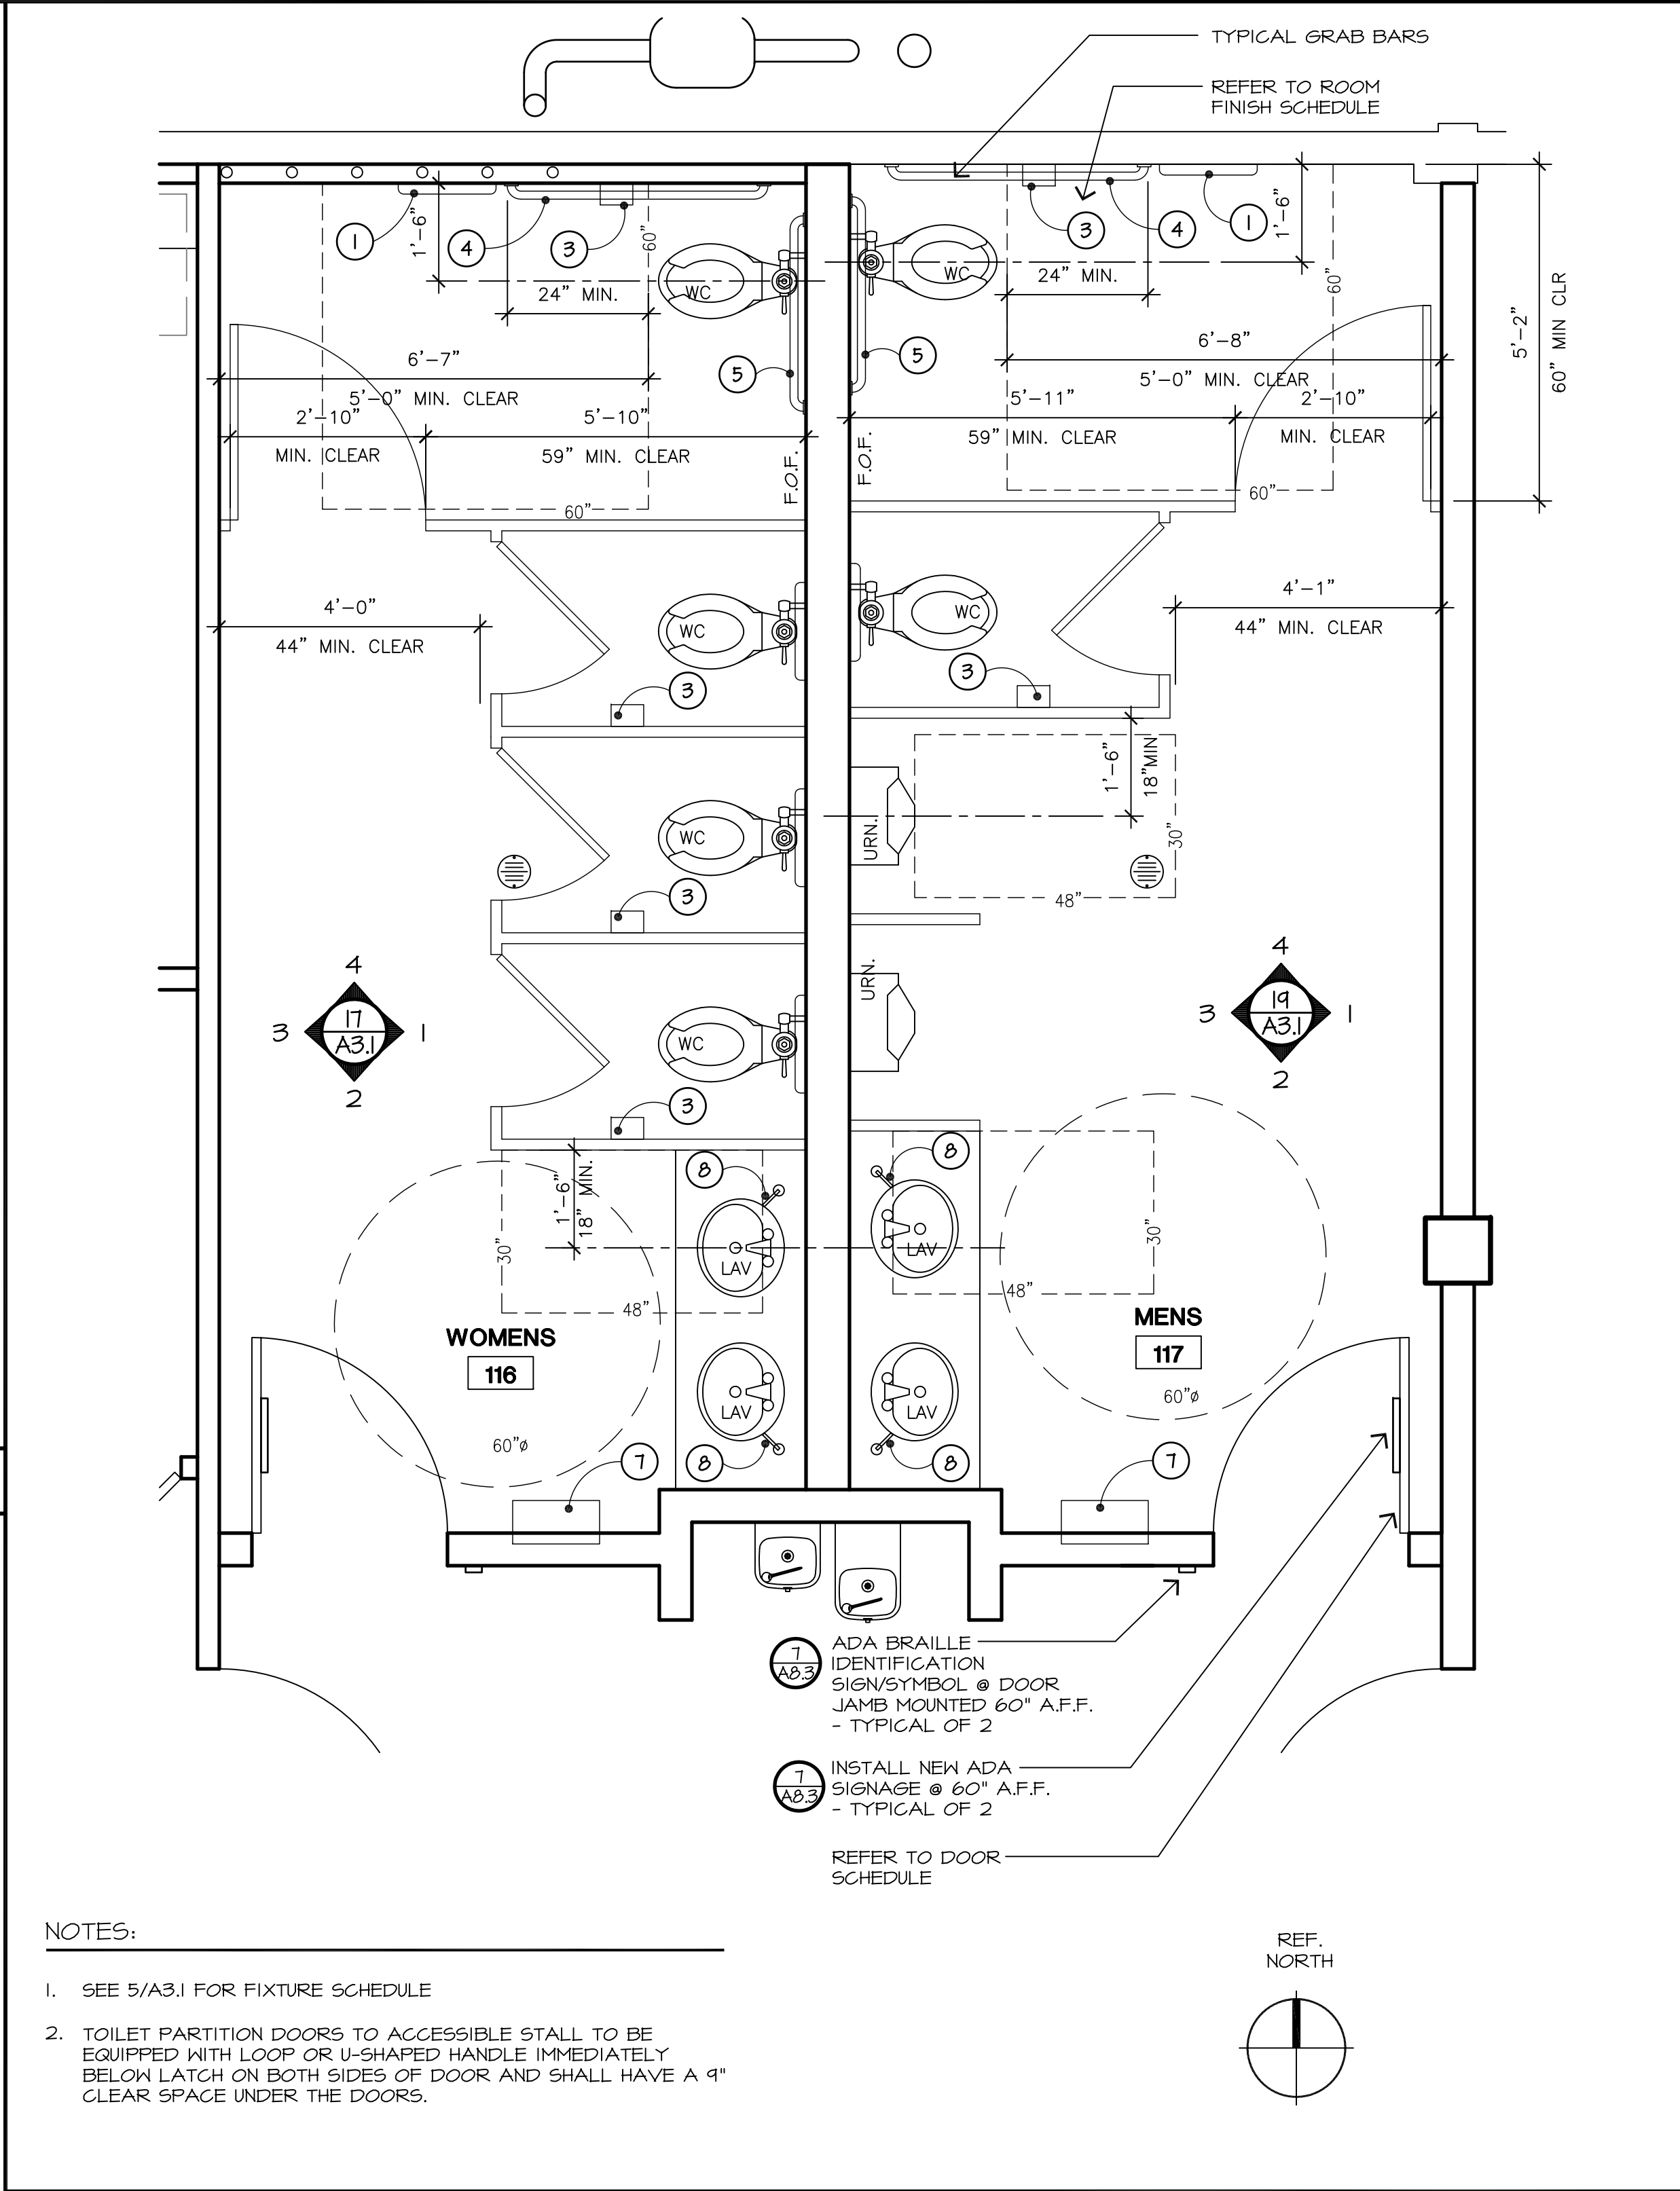 TYPICAL GRAB BARS
REFER TO ROOM
FINISH SCHEDULE
1
1'-6"
4
3
60"
WC
24" MIN.
5
6'-7"
5'-0" MIN. CLEAR
2'-10"
MIN. CLEAR
5'-10"
59" MIN. CLEAR
F.O.F.
60"
WC
3
4
1
1'-6"
24" MIN.
60"
5
6'-8"
5'-0" MIN. CLEAR
5'-11"
59" MIN. CLEAR
2'-10"
MIN. CLEAR
F.O.F.
60"
5'-2"
60" MIN CLR
4'-0"
44" MIN. CLEAR
WC
3
WC
3
WC
3
WC
3
4'-1"
44" MIN. CLEAR
1'-6"
18"MIN
URN.
30"
48"
URN.
4
3
17
A3.1
1
2
4
3
19
A3.1
1
2
1'-6"
18" MIN.
30"
48"
8
LAV
LAV
8
WOMENS
116
60"ø
7
8
LAV
30"
48"
LAV
8
MENS
117
60"ø
7
7
A8.3
ADA BRAILLE
IDENTIFICATION
SIGN/SYMBOL @ DOOR
JAMB MOUNTED 60" A.F.F.
- TYPICAL OF 2
7
A8.3
INSTALL NEW ADA
SIGNAGE @ 60" A.F.F.
- TYPICAL OF 2
REFER TO DOOR
SCHEDULE
NOTES:
1. SEE 5/A3.1 FOR FIXTURE SCHEDULE
2. TOILET PARTITION DOORS TO ACCESSIBLE STALL TO BE
EQUIPPED WITH LOOP OR U-SHAPED HANDLE IMMEDIATELY
BELOW LATCH ON BOTH SIDES OF DOOR AND SHALL HAVE A 9"
CLEAR SPACE UNDER THE DOORS.
REF.
NORTH